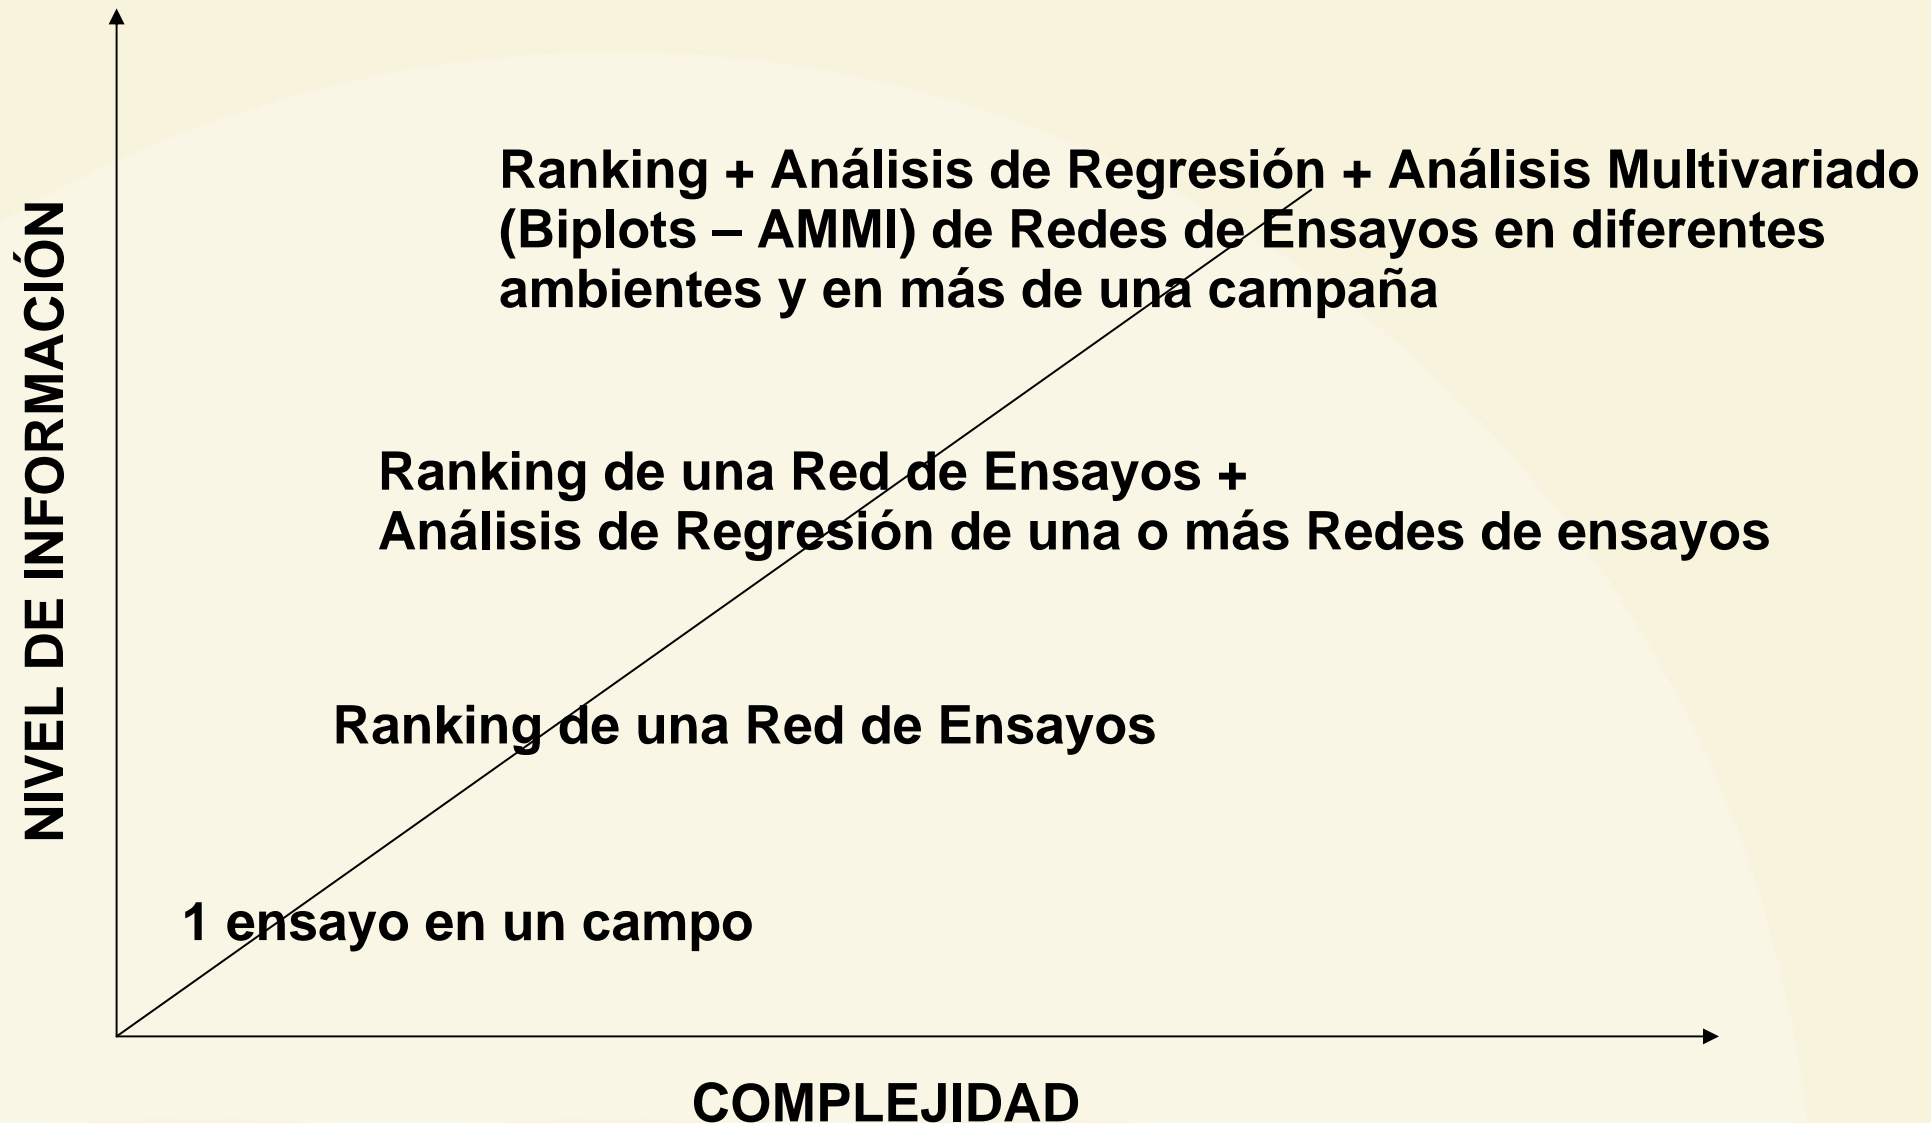 NIVEL DE INFORMACIÓN
Ranking + Análisis de Regresión + Análisis Multivariado
(Biplots – AMMI) de Redes de Ensayos en diferentes
ambientes y en más de una campaña
Ranking de una Red de Ensayos +
Análisis de Regresión de una o más Redes de ensayos
Ranking de una Red de Ensayos
1 ensayo en un campo
COMPLEJIDAD